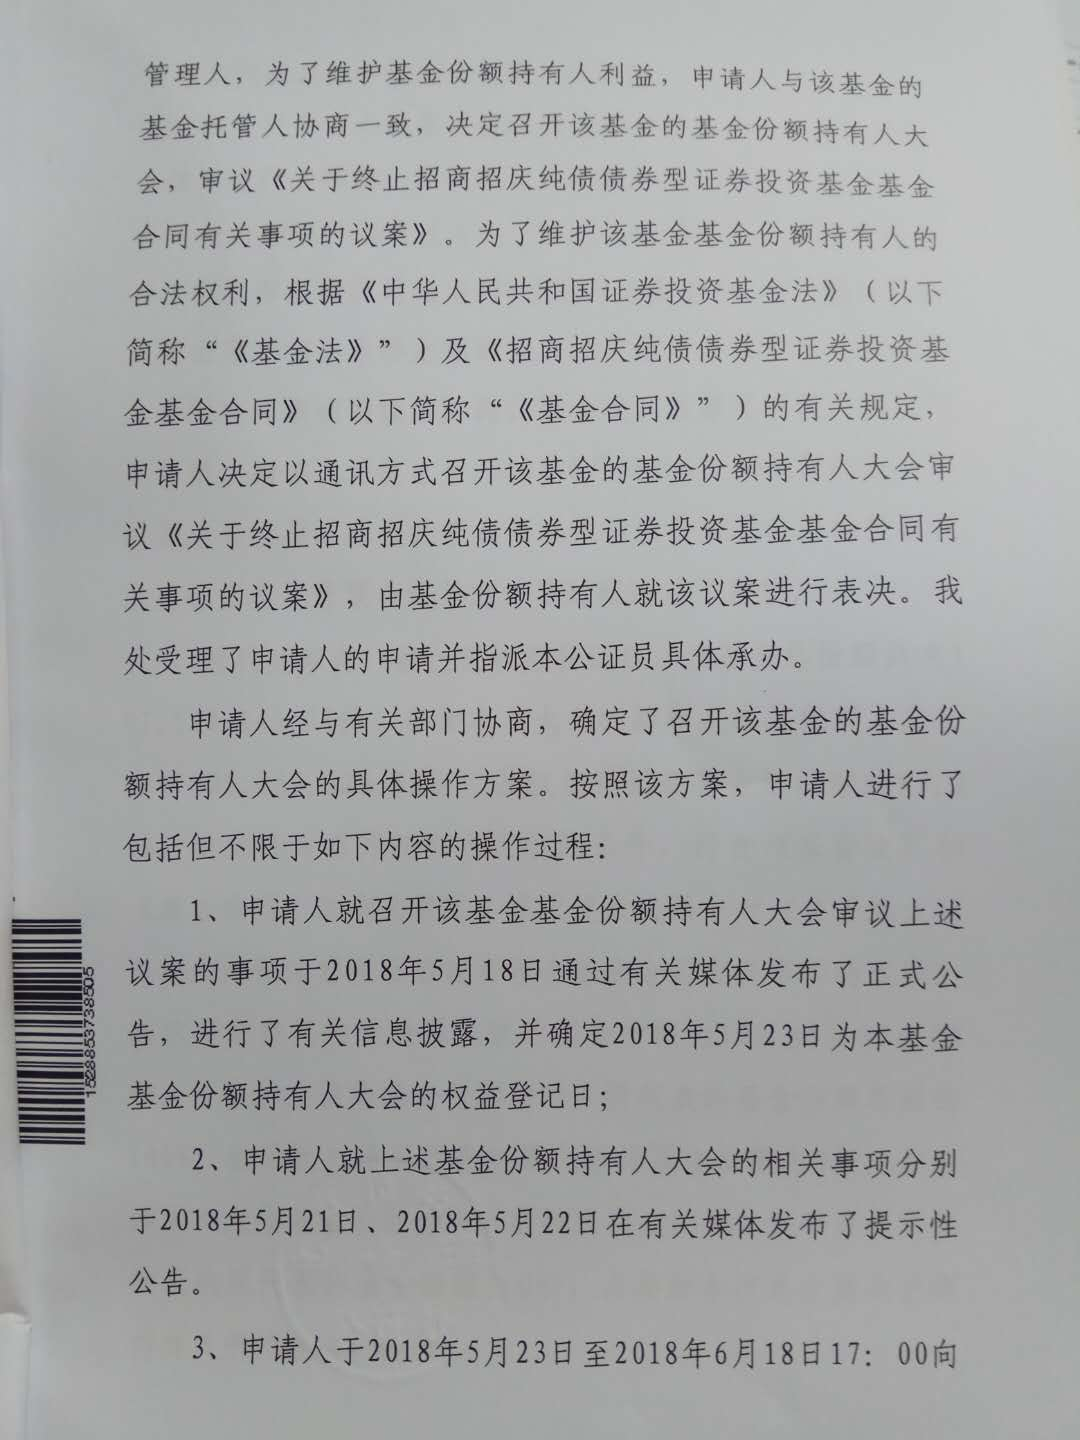 管理人，为了维护基金份额持有人利益，申请人与该基金的
基金托管人协商一致，决定召开该基金的基金份额持有人大
会，审议《关于终止招商招庆纯债债券型证券投资基金基金
合同有关事项的议案》。为了维护该基金基金份额持有人的
合法权利，根据《中华人民共和国证券投资基金法》（以下
简称“《基金法》”）及《招商招庆纯债债券型证券投资基
金基金合同》（以下简称“《基金合同》”）的有关规定，
申请人决定以通讯方式召开该基金的基金份额持有人大会审
议《关于终止招商招庆纯债债券型证券投资基金基金合同有
关事项的议案》，由基金份额持有人就该议案进行表决。我
处受理了申请人的申请并指派本公证员具体承办。
申请人经与有关部门协商，确定了召开该基金的基金份
额持有人大会的具体操作方案。按照该方案，申请人进行了
包括但不限于如下内容的操作过程：
1、申请人就召开该基金基金份额持有人大会审议上述
议案的事项于2018年5月18日通过有关媒体发布了正式公
告，进行了有关信息披露，并确定2018年5月23日为本基金
基金份额持有人大会的权益登记日；
2、申请人就上述基金份额持有人大会的相关事项分别
于2018年5月21日、2018年5月22日在有关媒体发布了提示性
公告。
3、申请人于2018年5月23日至2018年6月18日17：00向
1528853738505